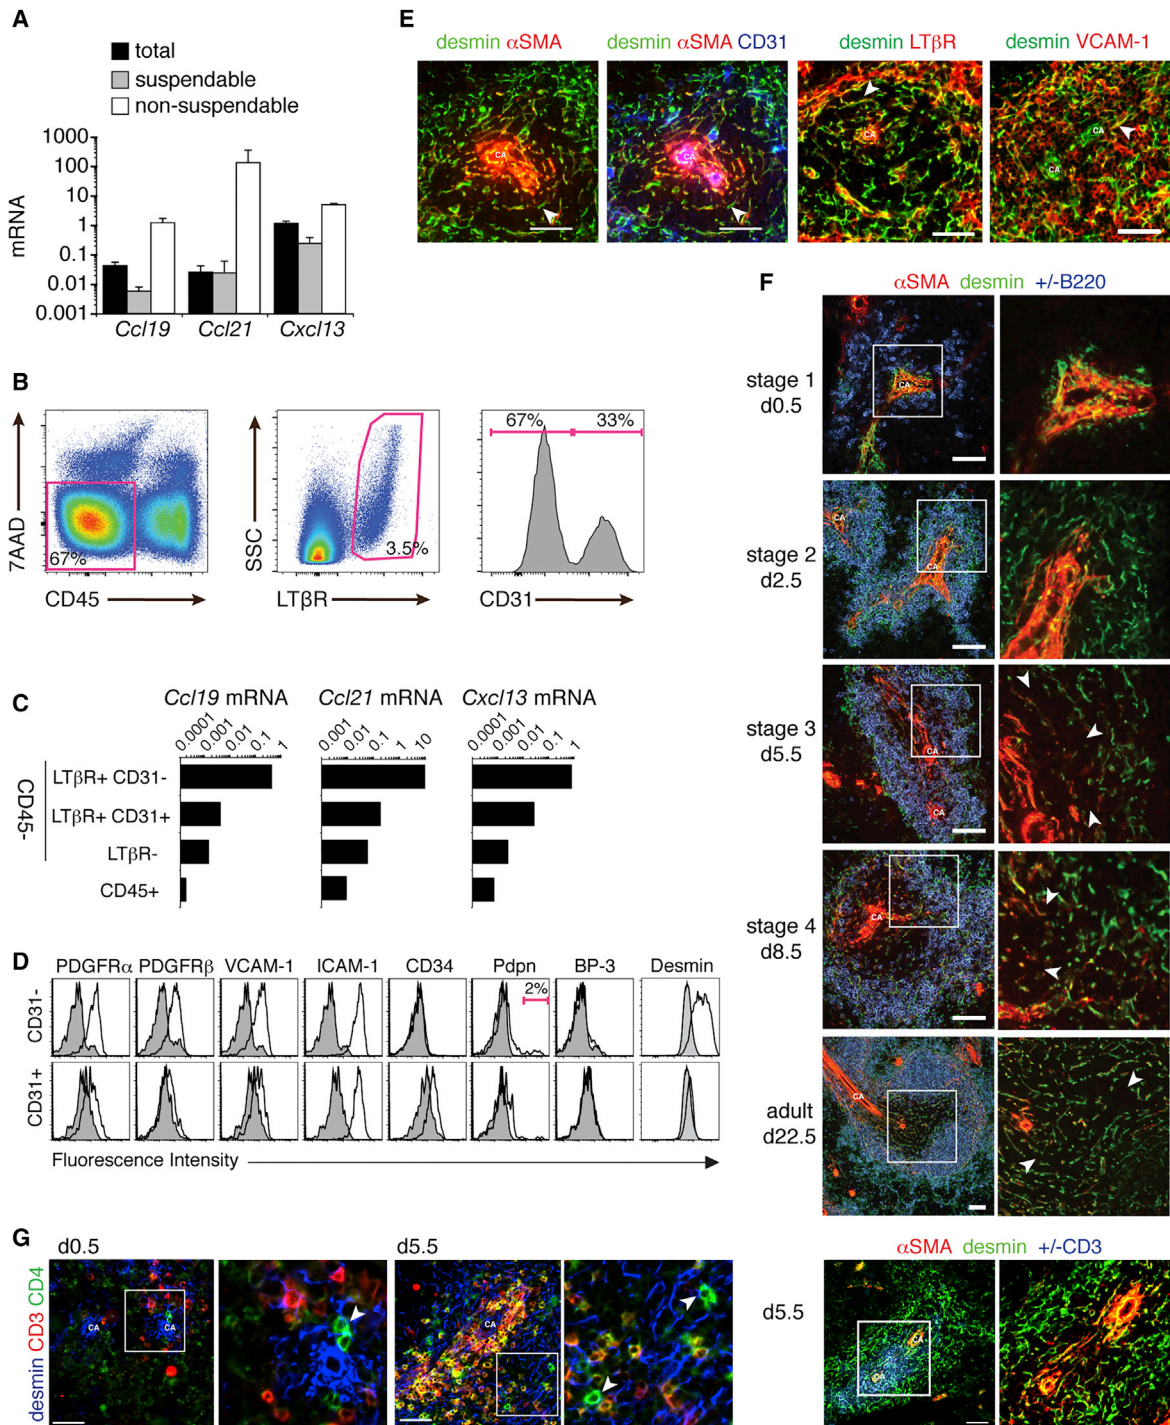 A
total
suspendable
non-suspendable
mRNA
1000
100
10
1
0.1
0.01
0.001
Ccl19 Ccl21 Cxcl13
B
7AAD
67%
CD45
SSC
3.5%
LTβR
67% 33%
CD31
C
Ccl19 mRNA Ccl21 mRNA Cxcl13 mRNA
0.0001 0.001 0.01 0.1 1
0.001 0.01 0.1 1 10
0.0001 0.001 0.01 0.1 1
CD45-
LTβR+ CD31-
LTβR+ CD31+
LTβR-
CD45+
D
PDGFRα PDGFRβ VCAM-1 ICAM-1 CD34 Pdpn BP-3 Desmin
CD31-
2%
CD31+
Fluorescence Intensity
E
desmin αSMA
desmin αSMA CD31
desmin LTβR
desmin VCAM-1
CA
CA
CA
CA
CA
F
αSMA desmin +/-B220
stage 1
d0.5
CA
stage 2
d2.5
CA
CA
stage 3
d5.5
CA
CA
stage 4
d8.5
CA
adult
d22.5
CA
αSMA desmin +/-CD3
d5.5
CA
CA
G
d0.5 d5.5
desmin CD3 CD4
CA
CA
CA